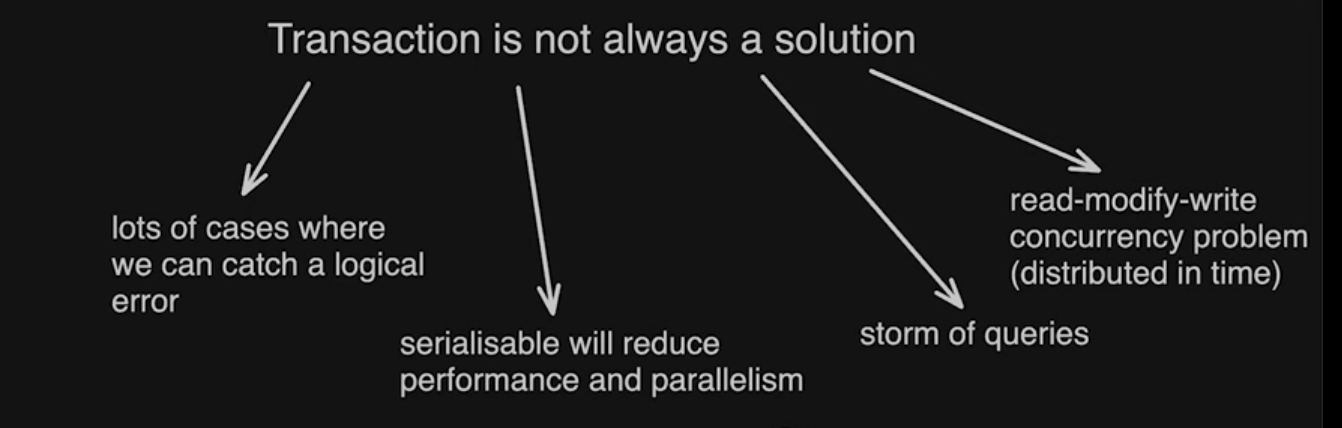 Transaction is not always a solution
lots of cases where
we can catch a logical
error
serialisable will reduce
performance and parallelism
storm of queries
read-modify-write
concurrency problem
(distributed in time)